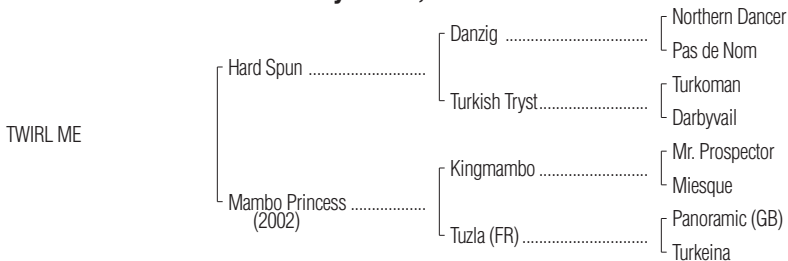 Northern Dancer
Danzig ................................
Pas de Nom
Hard Spun ..........................
Turkoman
Turkish Tryst........................
Darbyvail
TWIRL ME
Mr. Prospector
Kingmambo ........................
Miesque
Mambo Princess .................
(2002)
Panoramic (GB)
Tuzla (FR) ............................
Turkeina